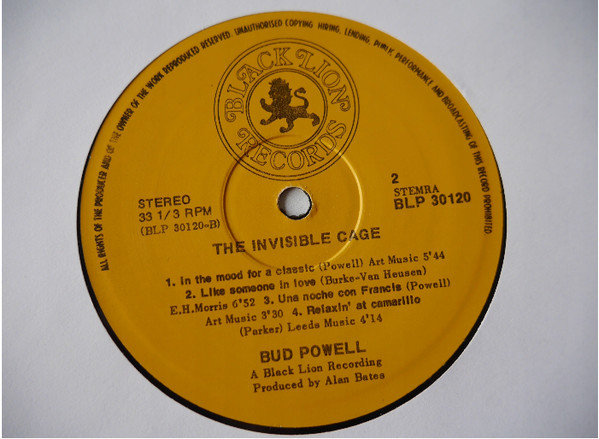 ALL RIGHTS OF THE PRODUCER AND OF THE OWNER OF THE WORK REPRODUCED RESERVED. UNAUTHORISED COPYING HIRING, LENDING, PUBLIC PERFORMANCE AND BROADCASTING OF THIS RECORD PROHIBITED
BLACK LION
RECORDS
STEREO
33 1/3 RPM
(BLP 30120-B)
2
STEMRA
BLP 30120
THE INVISIBLE CAGE
1. In the mood for a classic (Powell) Art Music 5'44
2. Like someone in love (Burke-Van Heusen)
E.H.Morris 6'52 3. Una noche con Francis (Powell)
Art Music 3'30 4. Relaxin' at camarillo
(Parker) Leeds Music 4'14
BUD POWELL
A Black Lion Recording
Produced by Alan Bates